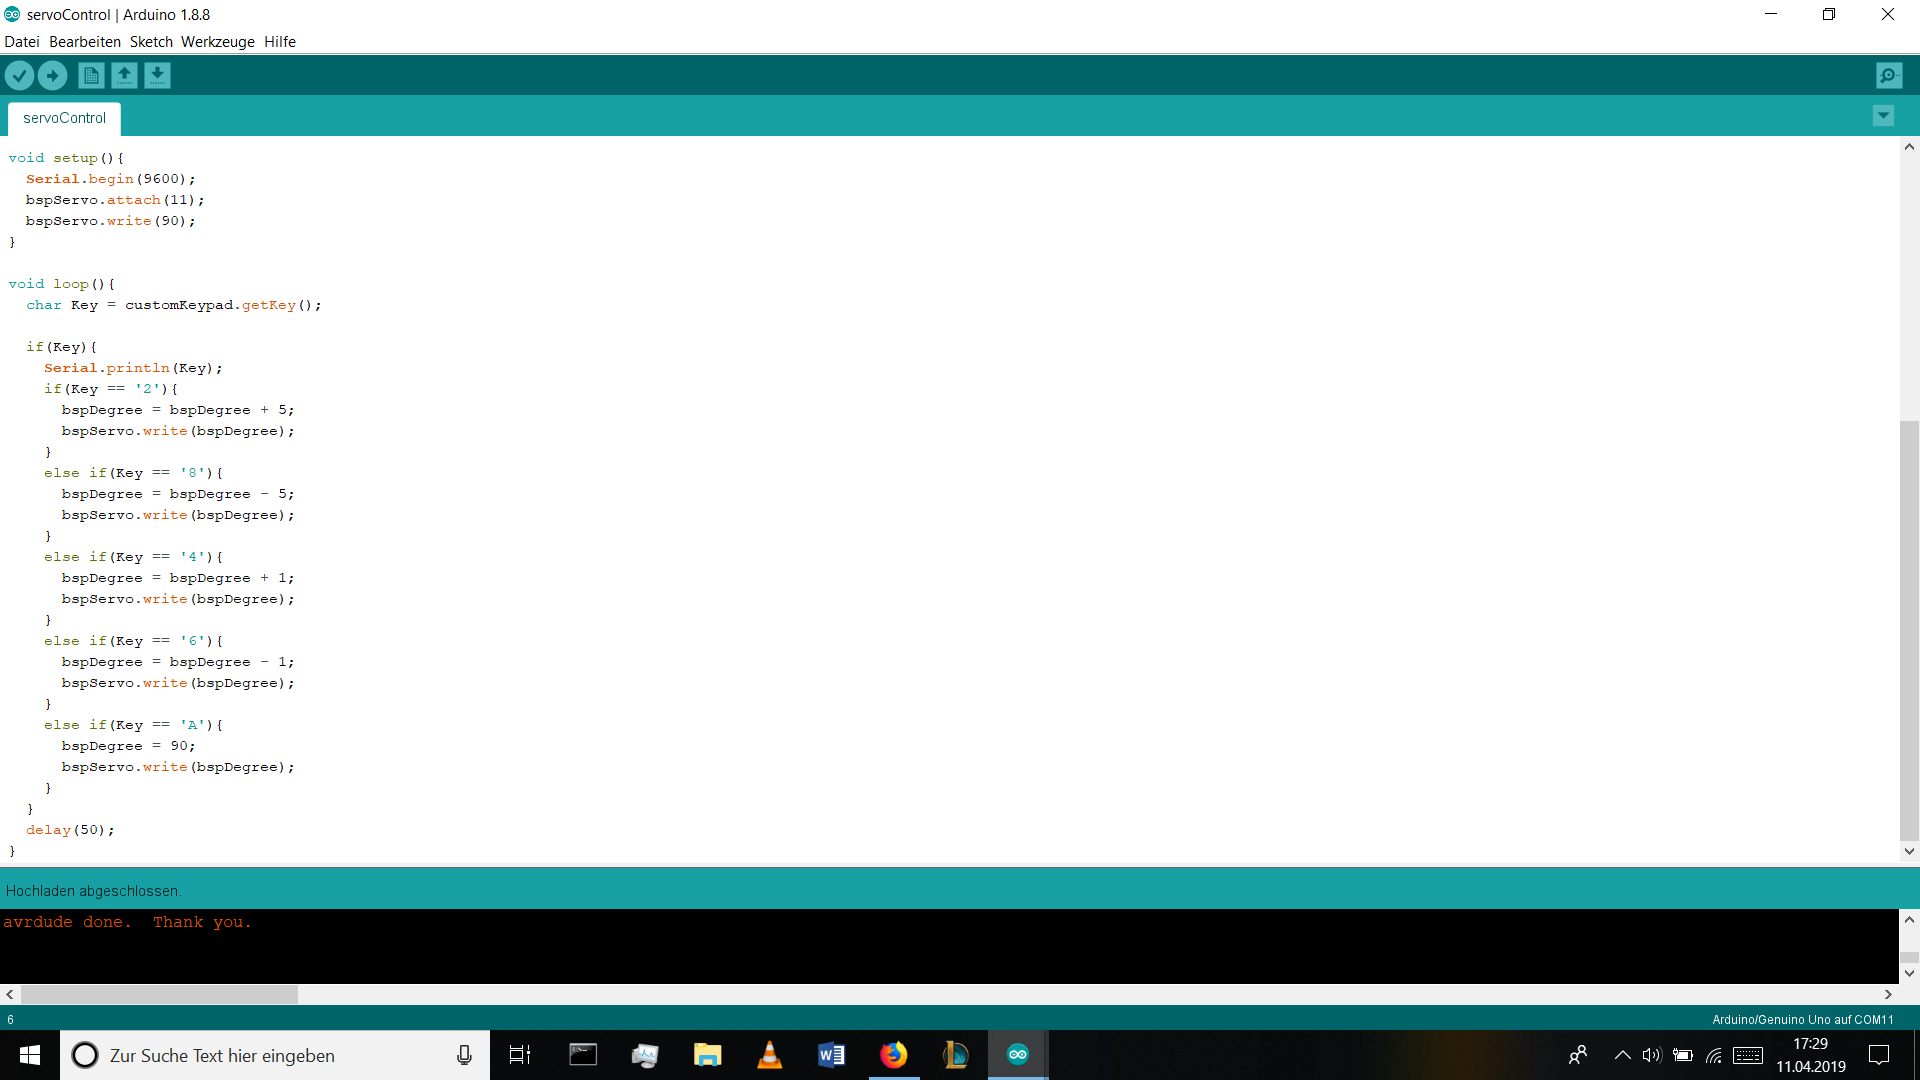 servoControl | Arduino 1.8.8
Datei Bearbeiten Sketch Werkzeuge Hilfe
servoControl
void setup(){
  Serial.begin(9600);
  bspServo.attach(11);
  bspServo.write(90);
}

void loop(){
  char Key = customKeypad.getKey();

  if(Key){
    Serial.println(Key);
    if(Key == '2'){
      bspDegree = bspDegree + 5;
      bspServo.write(bspDegree);
    }
    else if(Key == '8'){
      bspDegree = bspDegree - 5;
      bspServo.write(bspDegree);
    }
    else if(Key == '4'){
      bspDegree = bspDegree + 1;
      bspServo.write(bspDegree);
    }
    else if(Key == '6'){
      bspDegree = bspDegree - 1;
      bspServo.write(bspDegree);
    }
    else if(Key == 'A'){
      bspDegree = 90;
      bspServo.write(bspDegree);
    }
  }
  delay(50);
}
Hochladen abgeschlossen.
avrdude done.  Thank you.
6
Arduino/Genuino Uno auf COM11
Zur Suche Text hier eingeben
17:29
11.04.2019